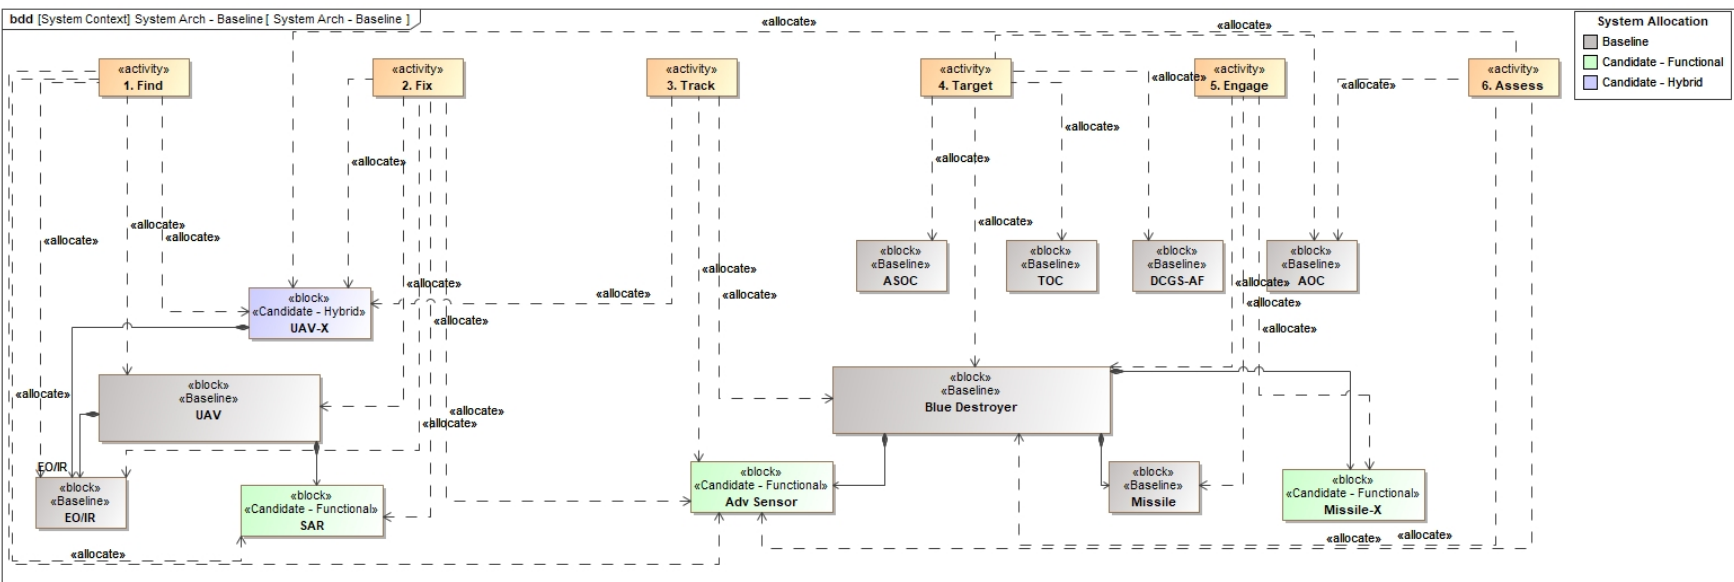 bdd [System Context] System Arch - Baseline [ System Arch - Baseline ]
System Allocation
Baseline
Candidate - Functional
Candidate - Hybrid
«allocate»
«allocate»
«activity»
1. Find
«activity»
2. Fix
«activity»
3. Track
«activity»
4. Target
«activity»
5. Engage
«activity»
6. Assess
«allocate»
«allocate»
«allocate»
«allocate»
«allocate»
«allocate»
«allocate»
«allocate»
«allocate»
«allocate»
«block»
«Baseline»
ASOC
«block»
«Baseline»
TOC
«block»
«Baseline»
DCGS-AF
«block»
«Baseline»
AOC
«allocate»
«allocate»
«allocate»
«allocate»
«allocate»
«allocate»
«allocate»
«allocate»
«block»
«Candidate - Hybrid»
UAV-X
«block»
«Baseline»
UAV
«block»
«Baseline»
Blue Destroyer
«allocate»
«allocate»
«allocate»
EO/IR
«block»
«Baseline»
EO/IR
«block»
«Candidate - Functional»
SAR
«block»
«Candidate - Functional»
Adv Sensor
«block»
«Baseline»
Missile
«block»
«Candidate - Functional»
Missile-X
«allocate»
«allocate»
«allocate»